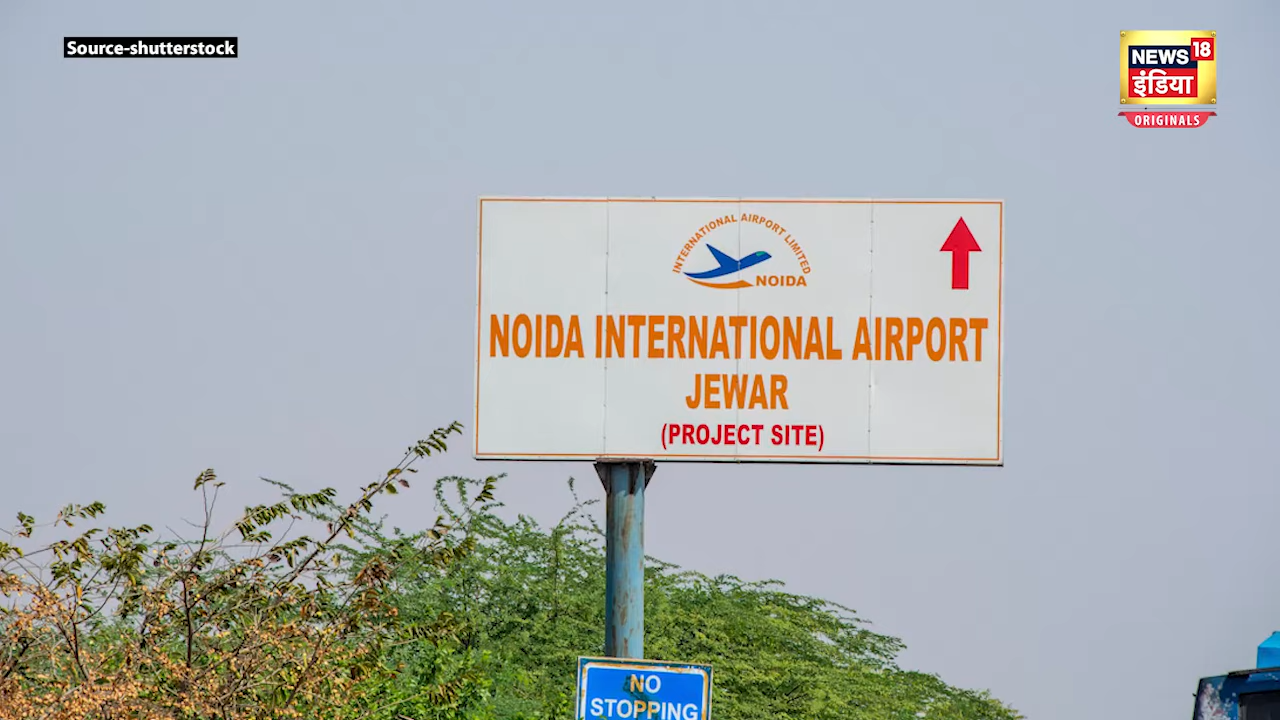 Source-shutterstock
NEWS 18
इंडिया
ORIGINALS
INTERNATIONAL AIRPORT LIMITED
NOIDA
NOIDA INTERNATIONAL AIRPORT
JEWAR
(PROJECT SITE)
NO
STOPPING